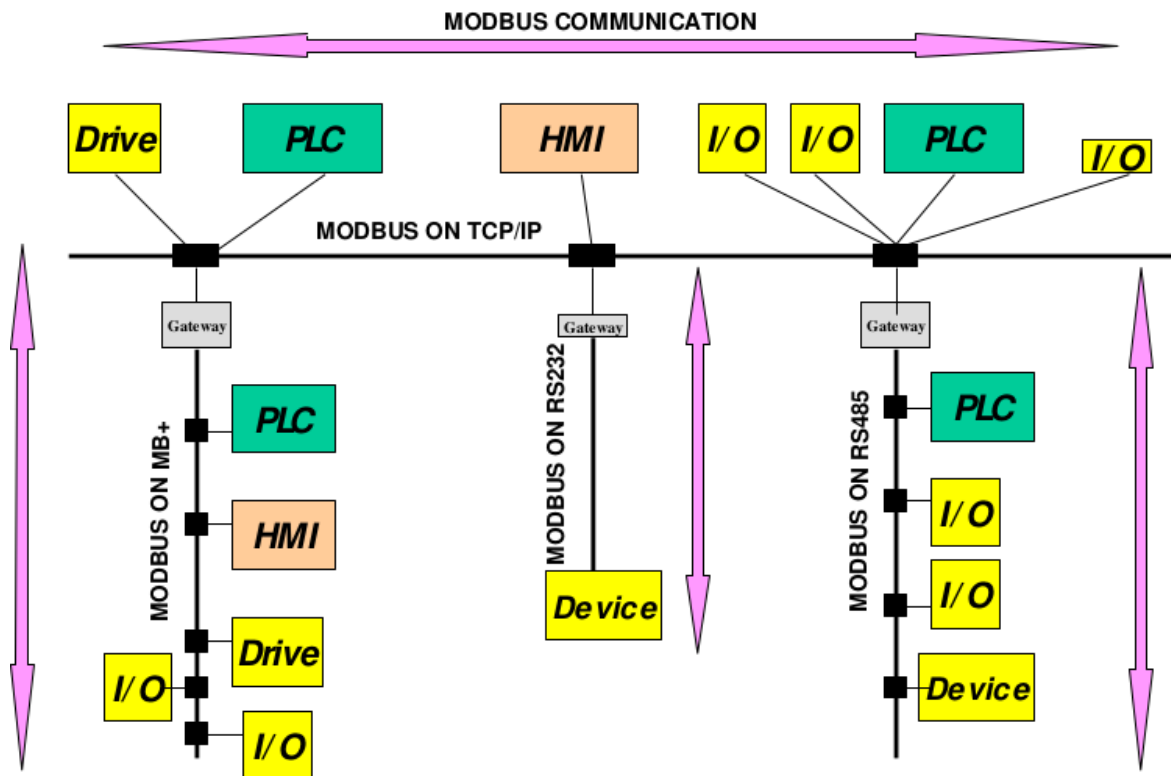 MODBUS COMMUNICATION
Drive
PLC
HMI
I/O
I/O
PLC
I/O
MODBUS ON TCP/IP
Gateway
Gateway
Gateway
MODBUS ON MB+
PLC
HMI
Drive
I/O
I/O
MODBUS ON RS232
Device
MODBUS ON RS485
PLC
I/O
I/O
Device